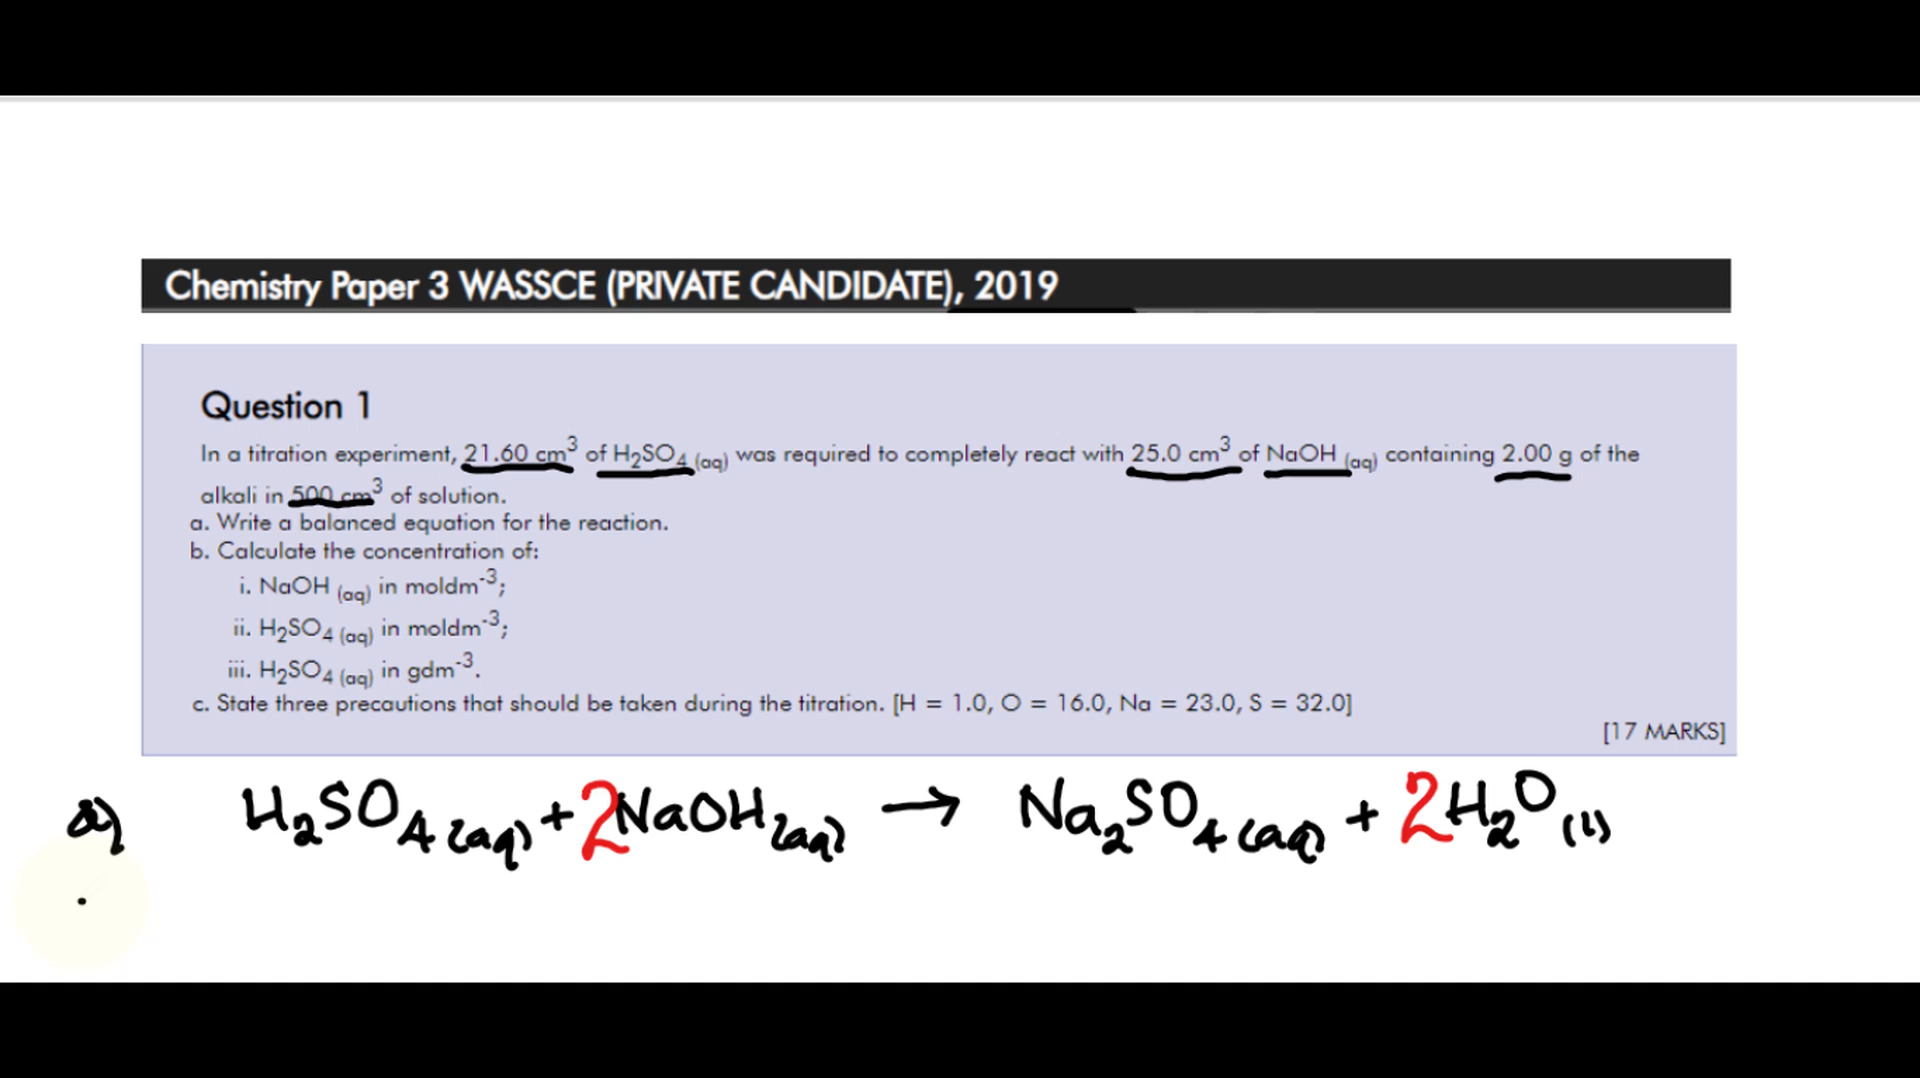 Chemistry Paper 3 WASSCE (PRIVATE CANDIDATE), 2019
Question 1
In a titration experiment, 21.60 cm³ of H₂SO₄ (aq) was required to completely react with 25.0 cm³ of NaOH (aq) containing 2.00 g of the
alkali in 500 cm³ of solution.
a. Write a balanced equation for the reaction.
b. Calculate the concentration of:
i. NaOH (aq) in moldm⁻³;
ii. H₂SO₄ (aq) in moldm⁻³;
iii. H₂SO₄ (aq) in gdm⁻³.
c. State three precautions that should be taken during the titration. [H = 1.0, O = 16.0, Na = 23.0, S = 32.0]
[17 MARKS]
a) H₂SO₄(aq) + 2NaOH(aq) → Na₂SO₄(aq) + 2H₂O(l)